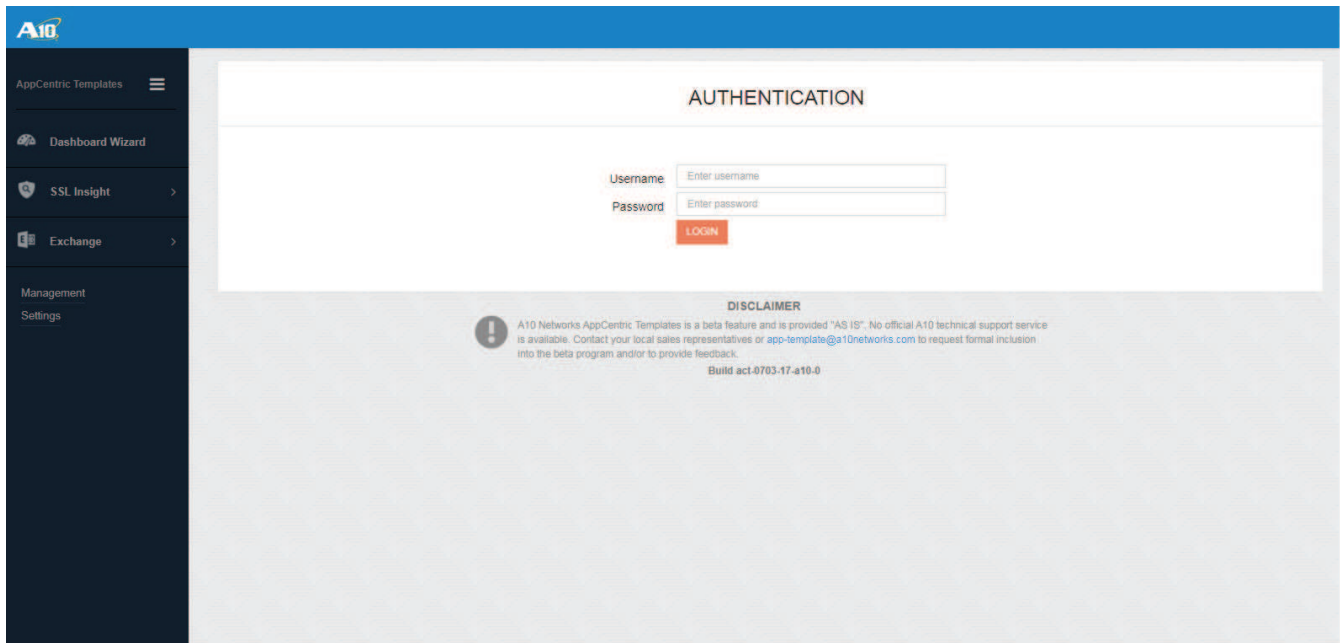 A10
AppCentric Templates
Dashboard Wizard
SSL Insight
Exchange
Management
Settings
AUTHENTICATION
Username Enter username
Password Enter password
LOGIN
DISCLAIMER
A10 Networks AppCentric Templates is a beta feature and is provided "AS IS". No official A10 technical support service
is available. Contact your local sales representatives or app-template@a10networks.com to request formal inclusion
into the beta program and/or to provide feedback.
Build act-0703-17-a10-0